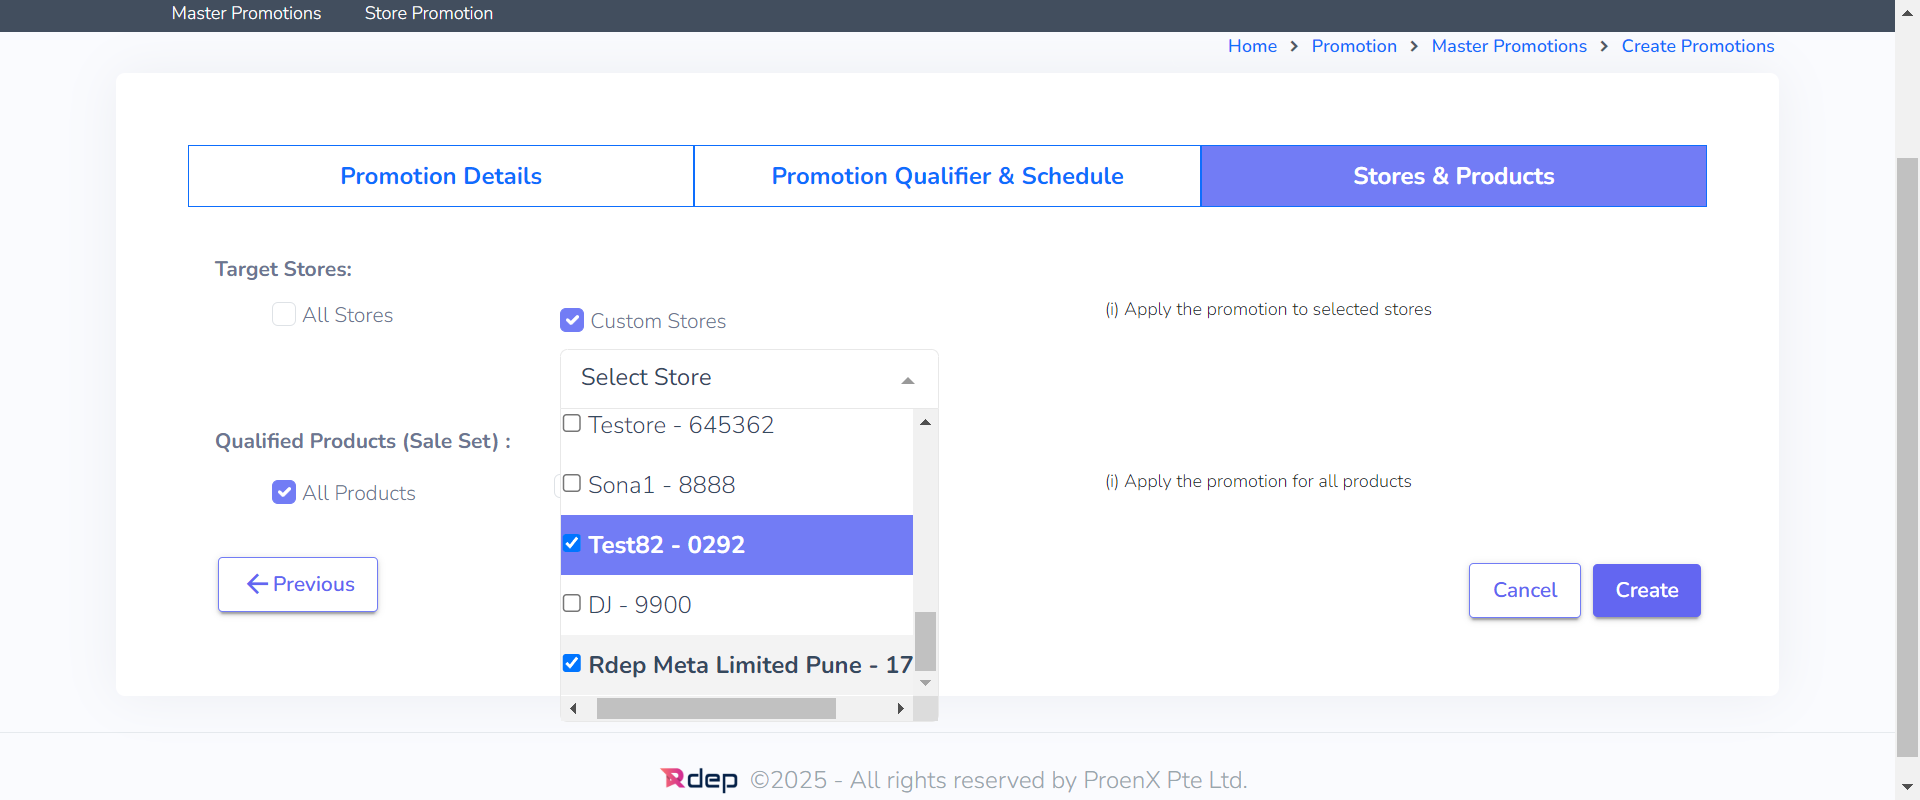 Master Promotions Store Promotion
Home > Promotion > Master Promotions > Create Promotions
Promotion Details Promotion Qualifier & Schedule Stores & Products
Target Stores:
All Stores
Custom Stores
(i) Apply the promotion to selected stores
Select Store
Testore - 645362
Qualified Products (Sale Set) :
All Products
Sona1 - 8888
(i) Apply the promotion for all products
Test82 - 0292
DJ - 9900
Rdep Meta Limited Pune - 17
Previous
Cancel Create
Rdep ©2025 - All rights reserved by ProenX Pte Ltd.